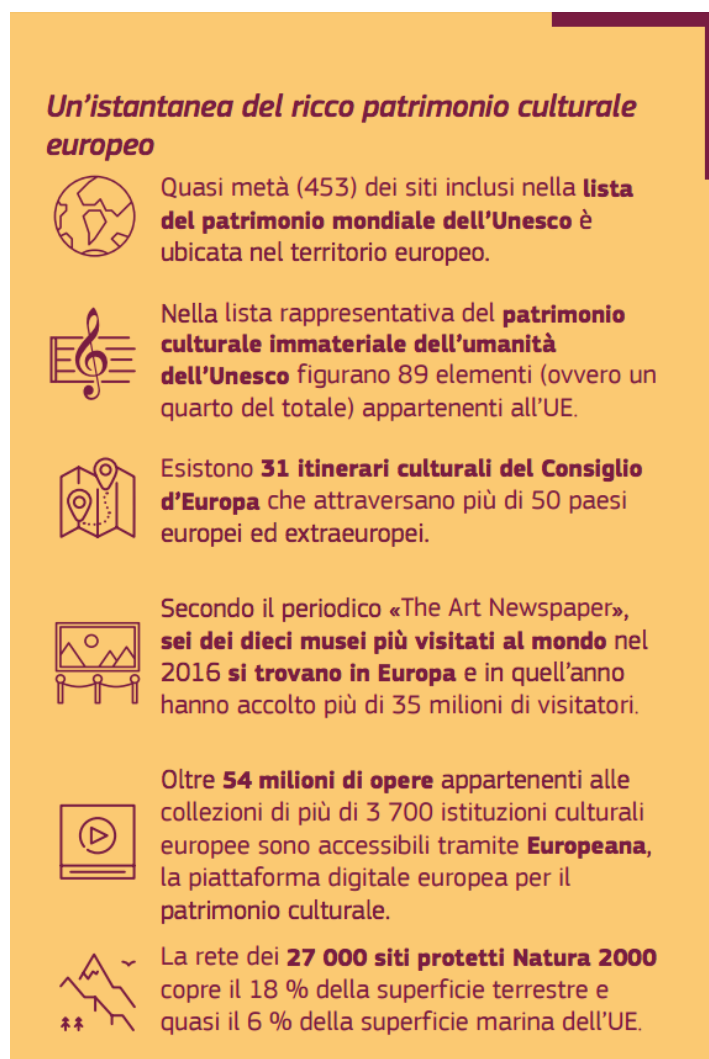 Un'istantanea del ricco patrimonio culturale
europeo
Quasi metà (453) dei siti inclusi nella lista
del patrimonio mondiale dell'Unesco è
ubicata nel territorio europeo.
Nella lista rappresentativa del patrimonio
culturale immateriale dell'umanità
dell'Unesco figurano 89 elementi (ovvero un
quarto del totale) appartenenti all'UE.
Esistono 31 itinerari culturali del Consiglio
d'Europa che attraversano più di 50 paesi
europei ed extraeuropei.
Secondo il periodico «The Art Newspaper»,
sei dei dieci musei più visitati al mondo nel
2016 si trovano in Europa e in quell'anno
hanno accolto più di 35 milioni di visitatori.
Oltre 54 milioni di opere appartenenti alle
collezioni di più di 3 700 istituzioni culturali
europee sono accessibili tramite Europeana,
la piattaforma digitale europea per il
patrimonio culturale.
La rete dei 27 000 siti protetti Natura 2000
copre il 18 % della superficie terrestre e
quasi il 6 % della superficie marina dell'UE.